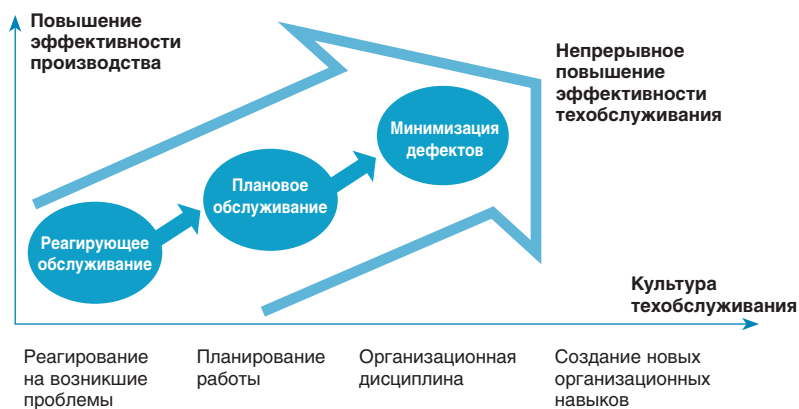 Повышение
эффективности
производства
Непрерывное
повышение
эффективности
техобслуживания
Минимизация
дефектов
Плановое
обслуживание
Реагирующее
обслуживание
Культура
техобслуживания
Реагирование
на возникшие
проблемы
Планирование
работы
Организационная
дисциплина
Создание новых
организационных
навыков